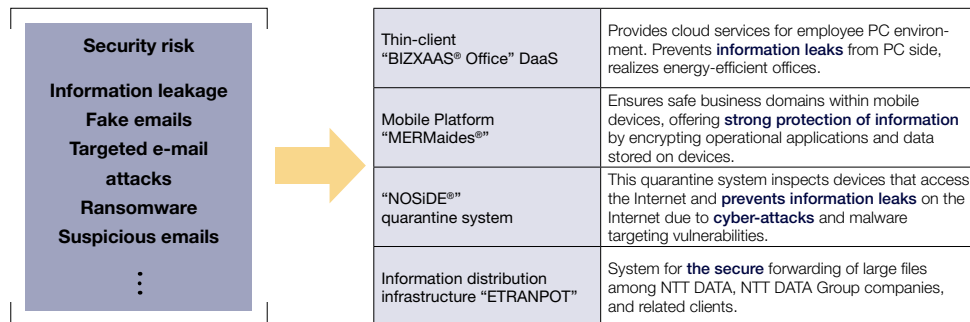 Security risk
Information leakage
Fake emails
Targeted e-mail
attacks
Ransomware
Suspicious emails
⋮
Thin-client
“BIZXAAS® Office” DaaS
Provides cloud services for employee PC environ-
ment. Prevents information leaks from PC side,
realizes energy-efficient offices.
Mobile Platform
“MERMaides®”
Ensures safe business domains within mobile
devices, offering strong protection of information
by encrypting operational applications and data
stored on devices.
“NOSiDE®”
quarantine system
This quarantine system inspects devices that access
the Internet and prevents information leaks on the
Internet due to cyber-attacks and malware
targeting vulnerabilities.
Information distribution
infrastructure “ETRANPOT”
System for the secure forwarding of large files
among NTT DATA, NTT DATA Group companies,
and related clients.